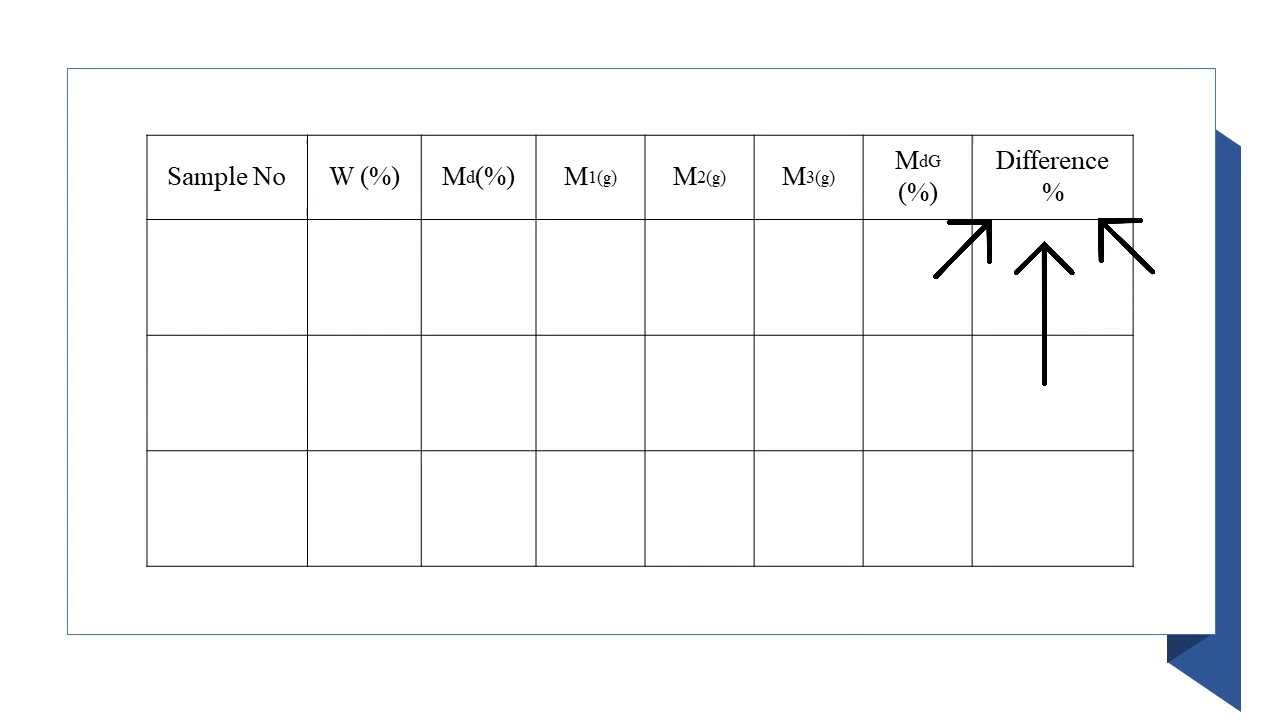 Sample No
W (%)
Md(%)
M1(g)
M2(g)
M3(g)
MdG
(%)
Difference
%